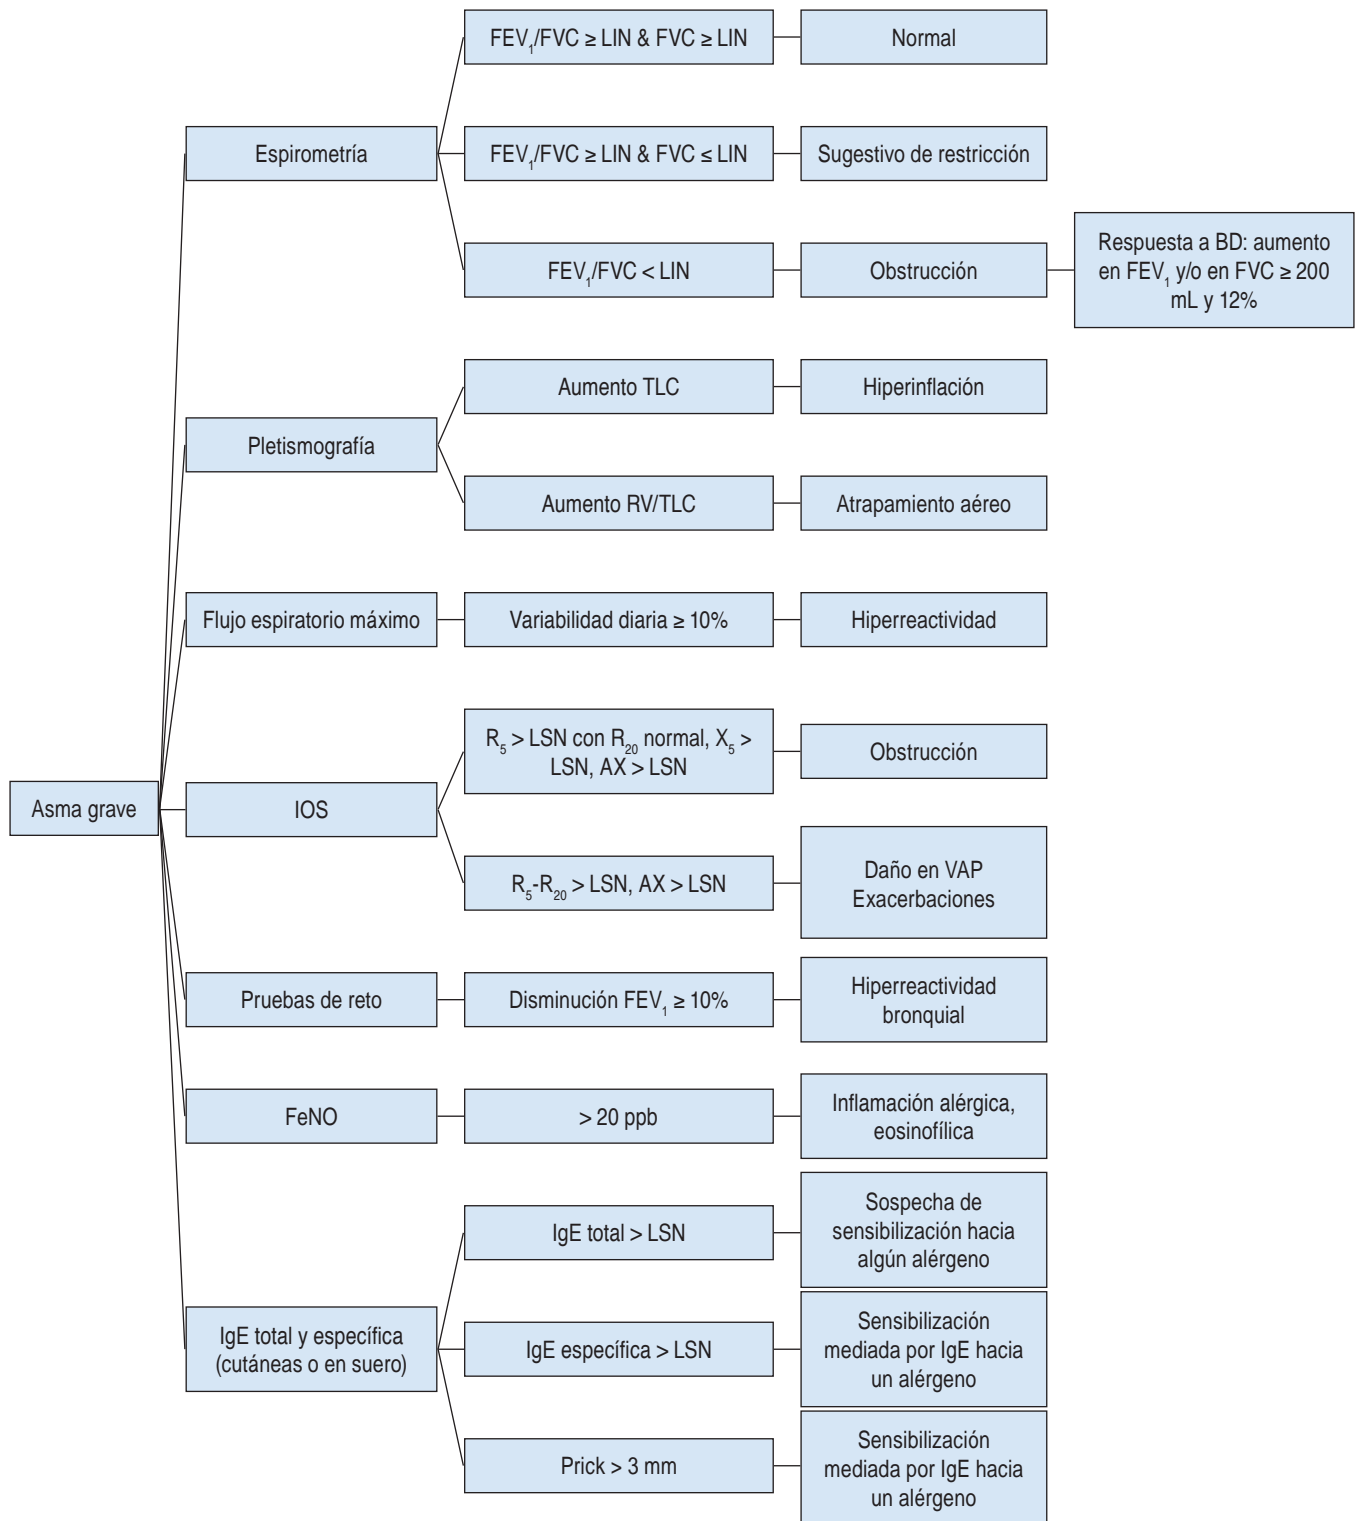 FEV₁/FVC ≥ LIN & FVC ≥ LIN
Normal
Espirometría
FEV₁/FVC ≥ LIN & FVC ≤ LIN
Sugestivo de restricción
FEV₁/FVC < LIN
Obstrucción
Respuesta a BD: aumento
en FEV₁ y/o en FVC ≥ 200
mL y 12%
Pletismografía
Aumento TLC
Hiperinflación
Aumento RV/TLC
Atrapamiento aéreo
Flujo espiratorio máximo
Variabilidad diaria ≥ 10%
Hiperreactividad
Asma grave
IOS
R₅ > LSN con R₂₀ normal, X₅ >
LSN, AX > LSN
Obstrucción
R₅-R₂₀ > LSN, AX > LSN
Daño en VAP
Exacerbaciones
Pruebas de reto
Disminución FEV₁ ≥ 10%
Hiperreactividad
bronquial
FeNO
> 20 ppb
Inflamación alérgica,
eosinofílica
IgE total y específica
(cutáneas o en suero)
IgE total > LSN
Sospecha de
sensibilización hacia
algún alérgeno
IgE específica > LSN
Sensibilización
mediada por IgE hacia
un alérgeno
Prick > 3 mm
Sensibilización
mediada por IgE hacia
un alérgeno